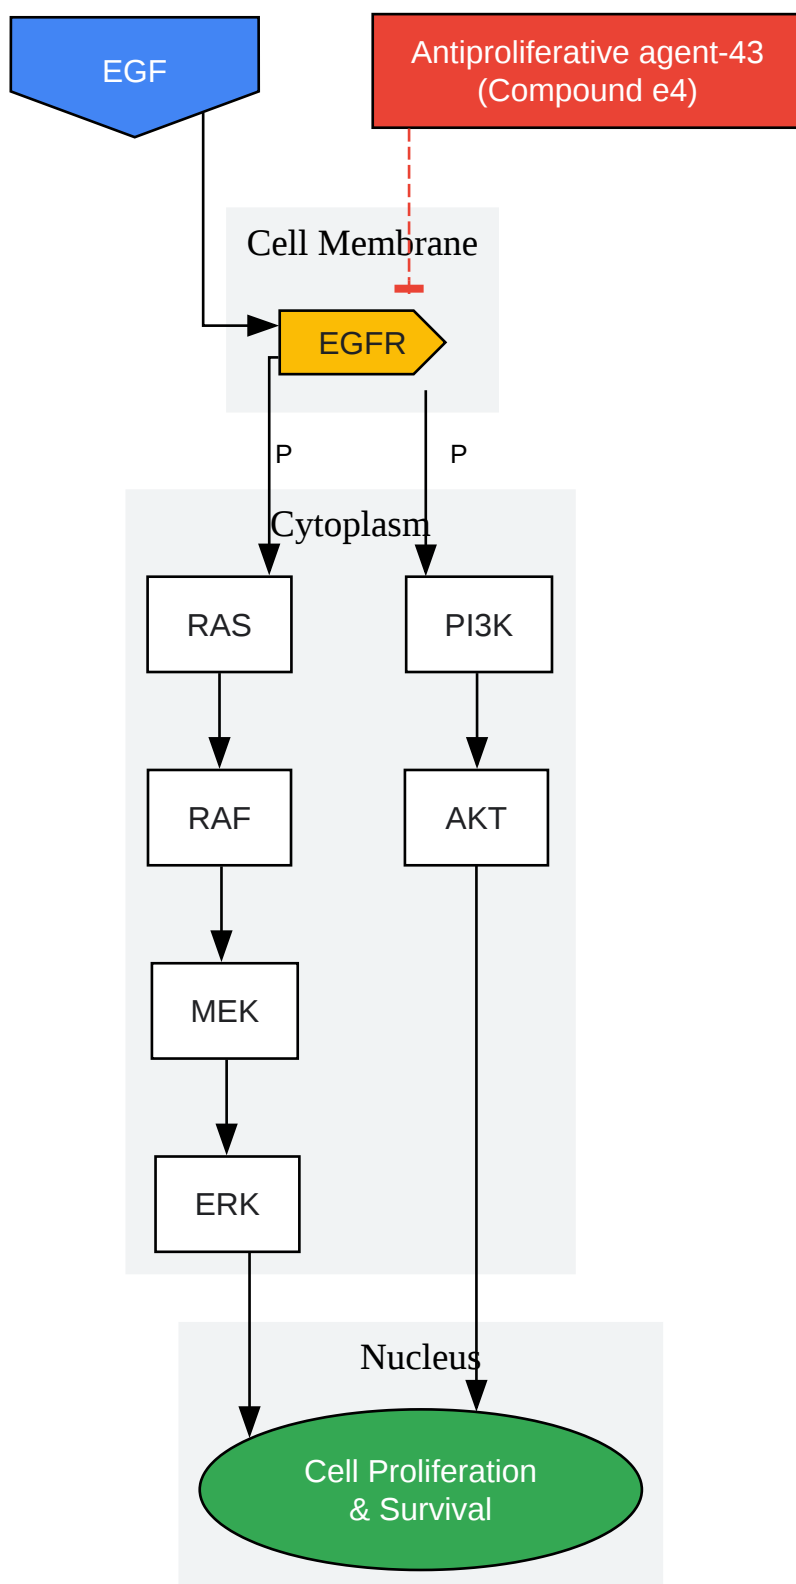 EGF
Antiproliferative agent-43
(Compound e4)
Cell Membrane
EGFR
P
P
Cytoplasm
RAS
PI3K
RAF
AKT
MEK
ERK
Nucleus
Cell Proliferation
& Survival